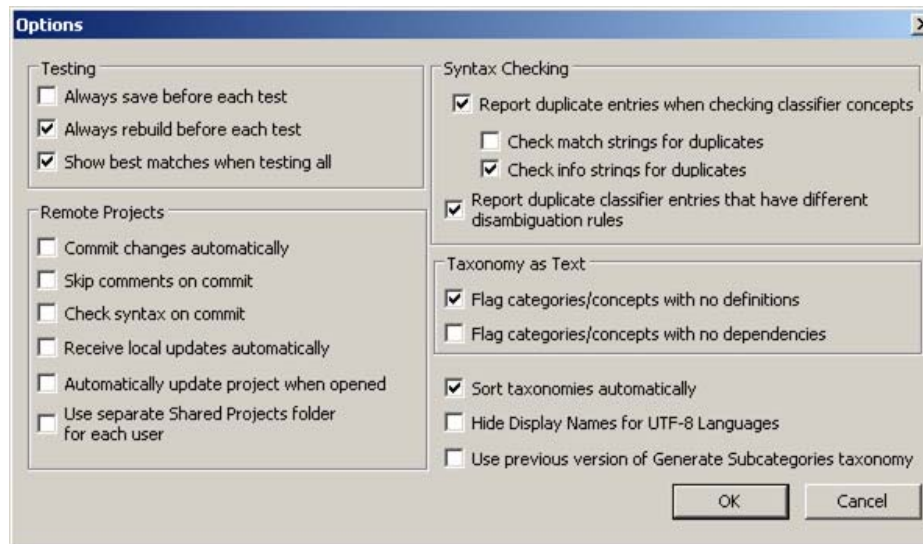 Options
Testing
Always save before each test
Always rebuild before each test
Show best matches when testing all
Remote Projects
Commit changes automatically
Skip comments on commit
Check syntax on commit
Receive local updates automatically
Automatically update project when opened
Use separate Shared Projects folder
for each user
Syntax Checking
Report duplicate entries when checking classifier concepts
Check match strings for duplicates
Check info strings for duplicates
Report duplicate classifier entries that have different
disambiguation rules
Taxonomy as Text
Flag categories/concepts with no definitions
Flag categories/concepts with no dependencies
Sort taxonomies automatically
Hide Display Names for UTF-8 Languages
Use previous version of Generate Subcategories taxonomy
OK
Cancel